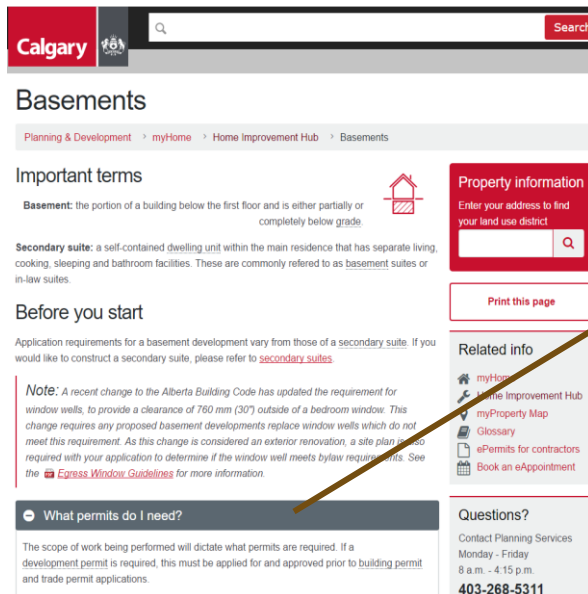 Calgary
Search
Basements
Planning & Development > myHome > Home Improvement Hub > Basements
Important terms
Basement: the portion of a building below the first floor and is either partially or
completely below grade.
Secondary suite: a self-contained dwelling unit within the main residence that has separate living,
cooking, sleeping and bathroom facilities. These are commonly refered to as basement suites or
in-law suites.
Before you start
Application requirements for a basement development vary from those of a secondary suite. If you
would like to construct a secondary suite, please refer to secondary suites.
Note: A recent change to the Alberta Building Code has updated the requirement for
window wells, to provide a clearance of 760 mm (30") outside of a bedroom window. This
change requires any proposed basement developments replace window wells which do not
meet this requirement. As this change is considered an exterior renovation, a site plan is also
required with your application to determine if the window well meets bylaw requirements. See
the Egress Window Guidelines for more information.
What permits do I need?
The scope of work being performed will dictate what permits are required. If a
development permit is required, this must be applied for and approved prior to building permit
and trade permit applications.
Property information
Enter your address to find
your land use district
Print this page
Related info
myHome
Home Improvement Hub
myProperty Map
Glossary
ePermits for contractors
Book an eAppointment
Questions?
Contact Planning Services
Monday - Friday
8 a.m. - 4:15 p.m.
403-268-5311